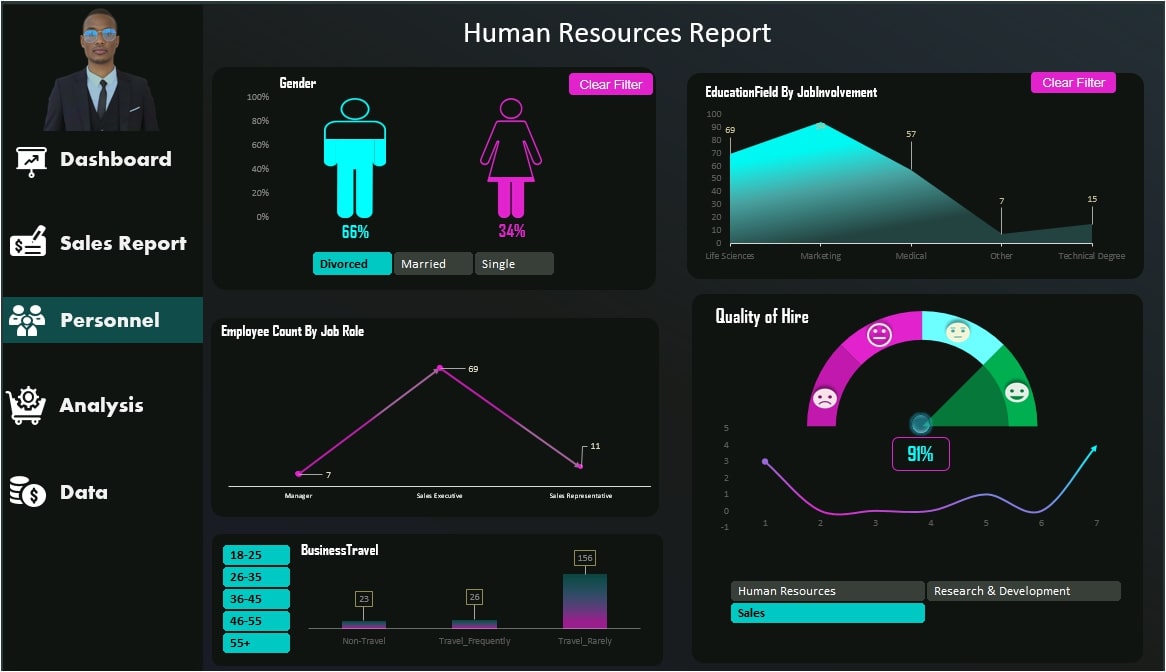 Human Resources Report
Dashboard
Sales Report
Personnel
Analysis
Data
Gender
Clear Filter
100%
80%
60%
40%
20%
0%
66%
34%
Divorced
Married
Single
EducationField By JobInvolvement
Clear Filter
100
90
80
70
60
50
40
30
20
10
0
69
57
7
15
Life Sciences
Marketing
Medical
Other
Technical Degree
Employee Count By Job Role
7
69
11
Manager
Sales Executive
Sales Representative
Quality of Hire
91%
5
4
3
2
1
0
-1
1
2
3
4
5
6
7
Human Resources
Research & Development
Sales
BusinessTravel
18-25
26-35
36-45
46-55
55+
23
26
156
Non-Travel
Travel_Frequently
Travel_Rarely